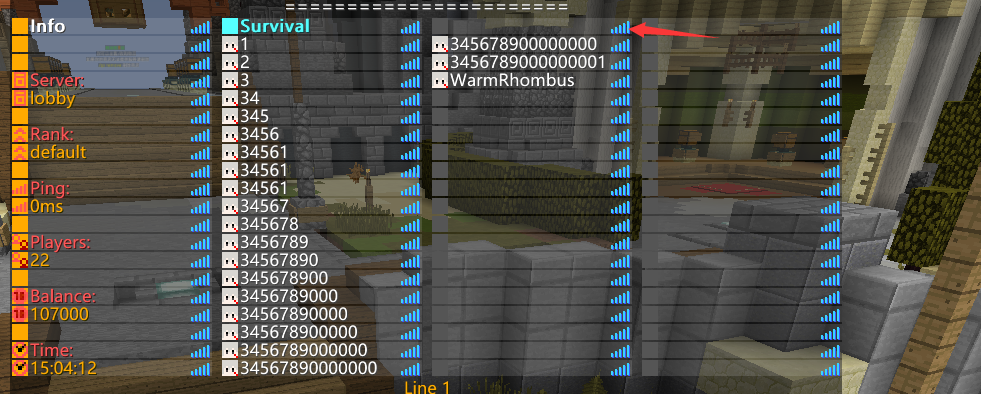 ============================
Info
Server:
lobby
Rank:
default
Ping:
0ms
Players:
22
Balance:
107000
Time:
15:04:12
Survival
1
2
3
34
345
3456
34561
34561
34561
34567
345678
3456789
34567890
345678900
3456789000
34567890000
345678900000
3456789000000
34567890000000
345678900000000
3456789000000001
WarmRhombus
Line 1